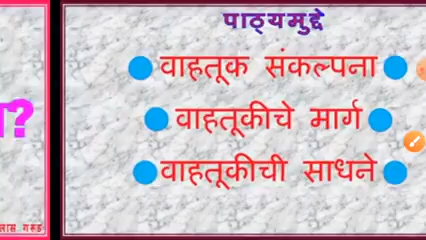 पाठ्यमुद्दे
वाहतूक संकल्पना
वाहतूकीचे मार्ग
वाहतूकीची साधने
?